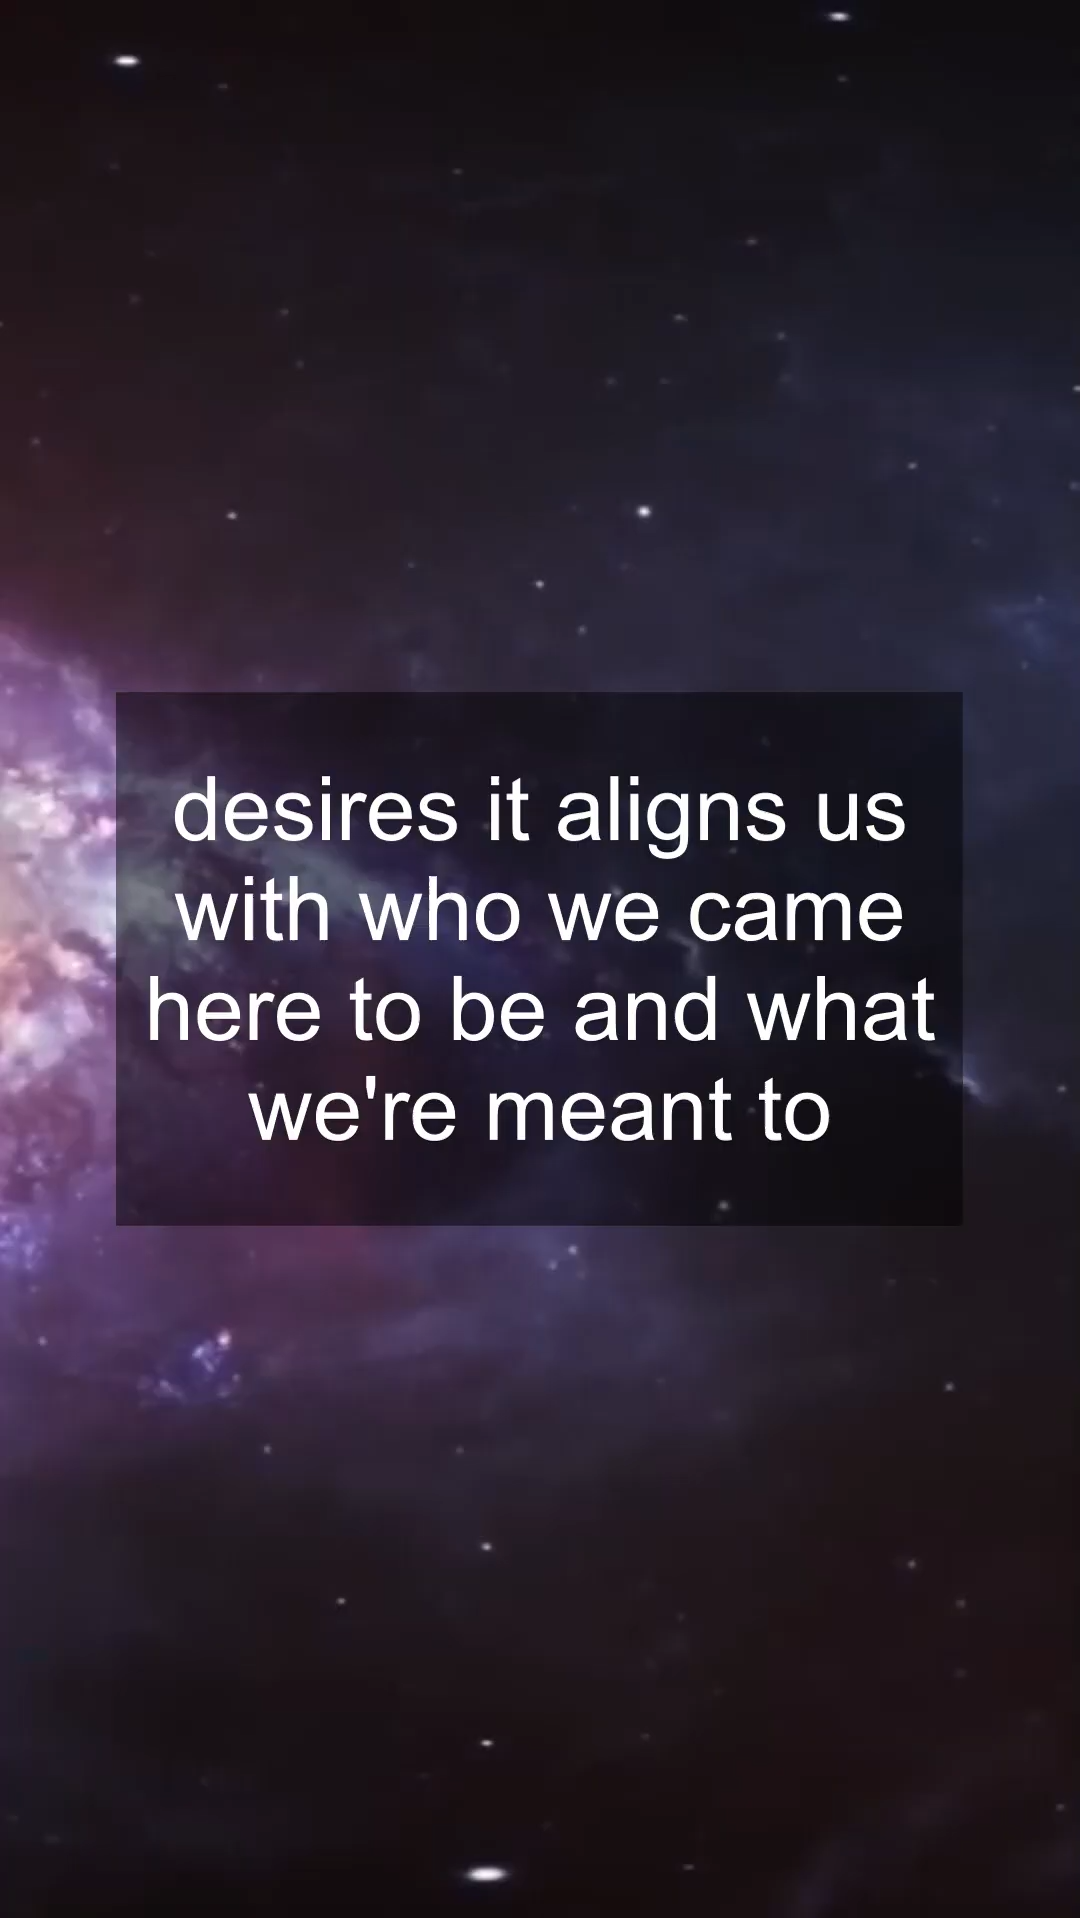 desires it aligns us
with who we came
here to be and what
we're meant to